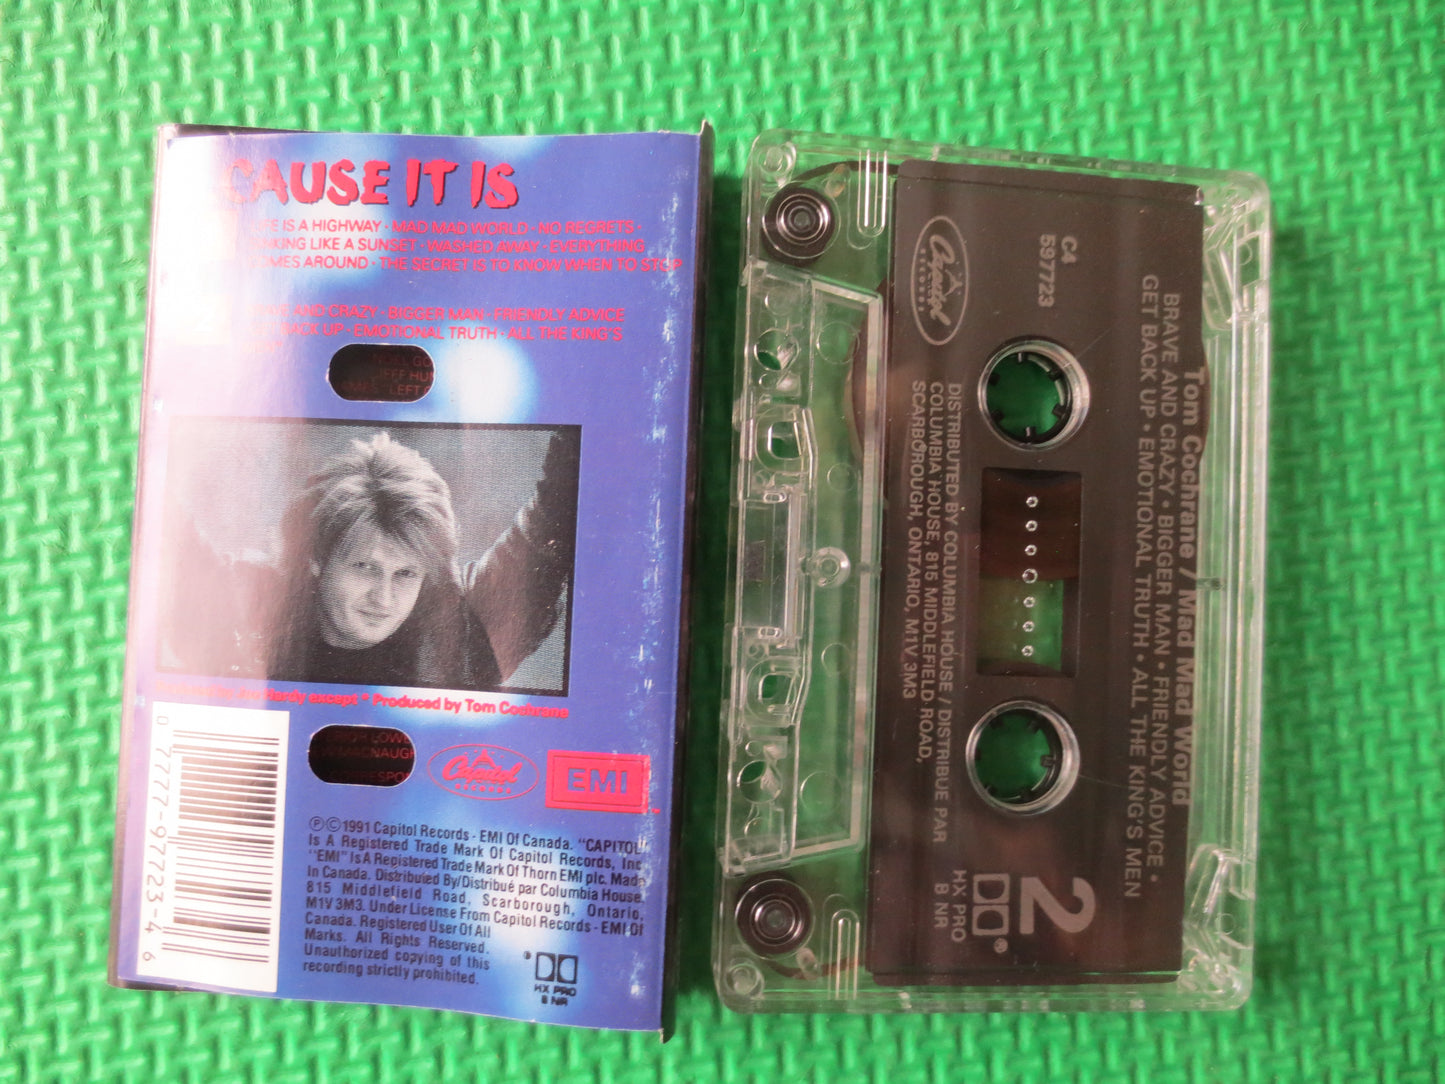 CAUSE IT IS
IS A HIGHWAY · MAD MAD WORLD · NO REGRETS ·
LIKE A SUNSET · WASHED AWAY · EVERYTHING
AROUND · THE SECRET IS TO KNOW WHEN TO STOP
AND CRAZY · BIGGER MAN · FRIENDLY ADVICE
BACK UP · EMOTIONAL TRUTH · ALL THE KING'S
Hardy except * Produced by Tom Cochrane
0 7777-97723-4 6
Capitol
RECORDS
EMI
Ⓟ©1991 Capitol Records - EMI Of Canada. "CAPITOL"
Is A Registered Trade Mark Of Capitol Records, Inc.
"EMI" Is A Registered Trade Mark Of Thorn EMI plc. Made
In Canada. Distributed By/Distribué par Columbia House,
815 Middlefield Road, Scarborough, Ontario,
M1V 3M3. Under License From Capitol Records - EMI Of
Canada. Registered User Of All
Marks. All Rights Reserved.
Unauthorized copying of this
recording strictly prohibited.
HX PRO
B NR
Capitol
RECORDS
C4
597723
Tom Cochrane / Mad Mad World
BRAVE AND CRAZY • BIGGER MAN • FRIENDLY ADVICE •
GET BACK UP • EMOTIONAL TRUTH • ALL THE KING'S MEN
DISTRIBUTED BY COLUMBIA HOUSE / DISTRIBUE PAR
COLUMBIA HOUSE, 815 MIDDLEFIELD ROAD,
SCARBOROUGH, ONTARIO, M1V 3M3
2
®
HX PRO
B NR